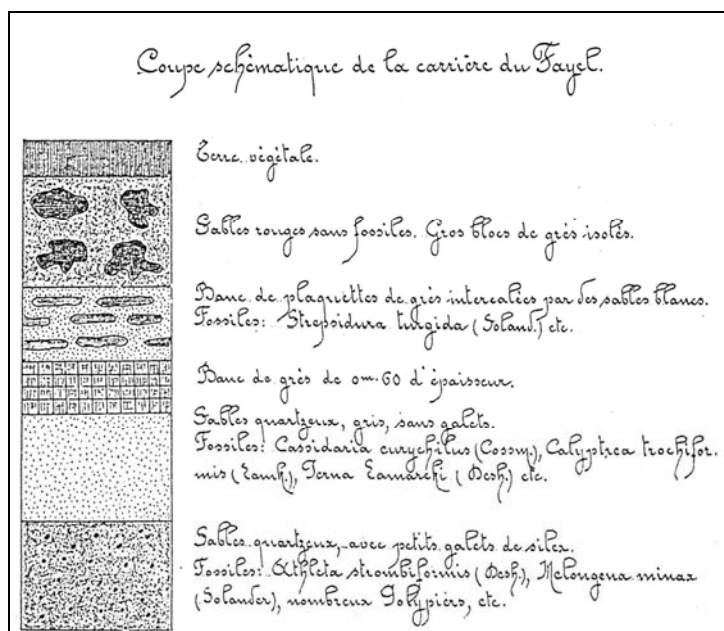 Coupe schématique de la carrière du Fayel.
Terre végétale.
Sables rouges sans fossiles. Gros blocs de grès isolés.
Banc de plaquettes de grès intercalées par des sables blancs.
Fossiles: Strepsidura turgida (Soland.) etc.
Banc de grès de 0m.60 d'épaisseur.
Sables quartzeux, gris, sans galets.
Fossiles: Cassidaria eurychilus (Cossm.), Calyptrea trochifor-
mis (Lamk.), Perna Lamarcki (Desh.) etc.
Sables quartzeux, avec petits galets de silex.
Fossiles: Athleta strombiformis (Desh.), Melongena minax
(Solander), nombreux Polypiers, etc.